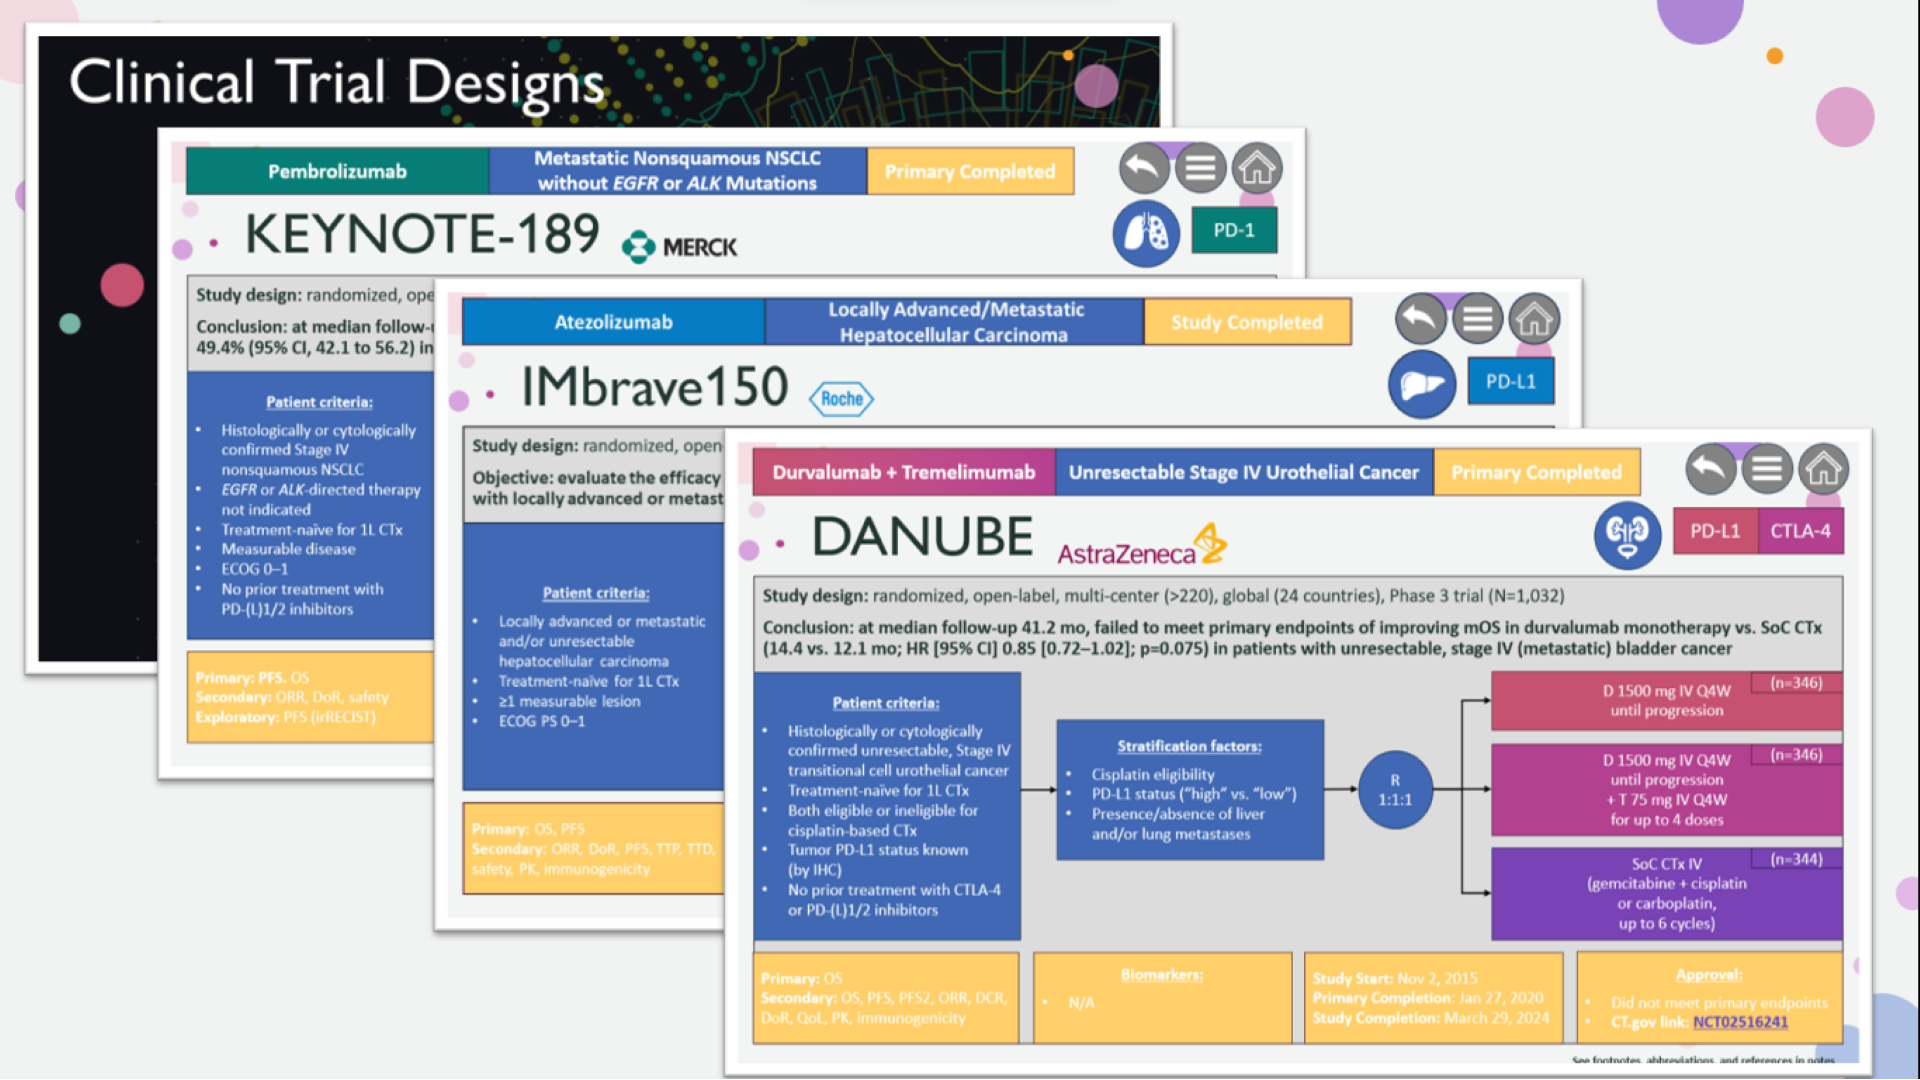 Clinical Trial Designs
Pembrolizumab
Metastatic Nonsquamous NSCLC
without EGFR or ALK Mutations
Primary Completed
KEYNOTE-189
MERCK
PD-1
Study design: randomized, ope
Conclusion: at median follow-
49.4% (95% CI, 42.1 to 56.2) in
Patient criteria:
• Histologically or cytologically
confirmed Stage IV
nonsquamous NSCLC
• EGFR or ALK-directed therapy
not indicated
• Treatment-naïve for 1L CTx
• Measurable disease
• ECOG 0–1
• No prior treatment with
PD-(L)1/2 inhibitors
Primary: PFS. OS
Secondary: ORR, DoR, safety
Exploratory: PFS (irRECIST)
Atezolizumab
Locally Advanced/Metastatic
Hepatocellular Carcinoma
Study Completed
IMbrave150
Roche
PD-L1
Study design: randomized, open
Objective: evaluate the efficacy
with locally advanced or metast
Patient criteria:
• Locally advanced or metastatic
and/or unresectable
hepatocellular carcinoma
• Treatment-naïve for 1L CTx
• ≥1 measurable lesion
• ECOG PS 0–1
Primary: OS, PFS
Secondary: ORR, DoR, PFS, TTP, TTD,
safety, PK, immunogenicity
Durvalumab + Tremelimumab
Unresectable Stage IV Urothelial Cancer
Primary Completed
DANUBE
AstraZeneca
PD-L1
CTLA-4
Study design: randomized, open-label, multi-center (>220), global (24 countries), Phase 3 trial (N=1,032)
Conclusion: at median follow-up 41.2 mo, failed to meet primary endpoints of improving mOS in durvalumab monotherapy vs. SoC CTx
(14.4 vs. 12.1 mo; HR [95% CI] 0.85 [0.72–1.02]; p=0.075) in patients with unresectable, stage IV (metastatic) bladder cancer
Patient criteria:
• Histologically or cytologically
confirmed unresectable, Stage IV
transitional cell urothelial cancer
• Treatment-naïve for 1L CTx
• Both eligible or ineligible for
cisplatin-based CTx
• Tumor PD-L1 status known
(by IHC)
• No prior treatment with CTLA-4
or PD-(L)1/2 inhibitors
Stratification factors:
• Cisplatin eligibility
• PD-L1 status (“high” vs. “low”)
• Presence/absence of liver
and/or lung metastases
R
1:1:1
(n=346)
D 1500 mg IV Q4W
until progression
(n=346)
D 1500 mg IV Q4W
until progression
+ T 75 mg IV Q4W
for up to 4 doses
(n=344)
SoC CTx IV
(gemcitabine + cisplatin
or carboplatin,
up to 6 cycles)
Primary: OS
Secondary: OS, PFS, PFS2, ORR, DCR,
DoR, QoL, PK, immunogenicity
Biomarkers:
• N/A
Study Start: Nov 2, 2015
Primary Completion: Jan 27, 2020
Study Completion: March 29, 2024
Approval:
• Did not meet primary endpoints
• CT.gov link: NCT02516241
See footnotes, abbreviations, and references in notes